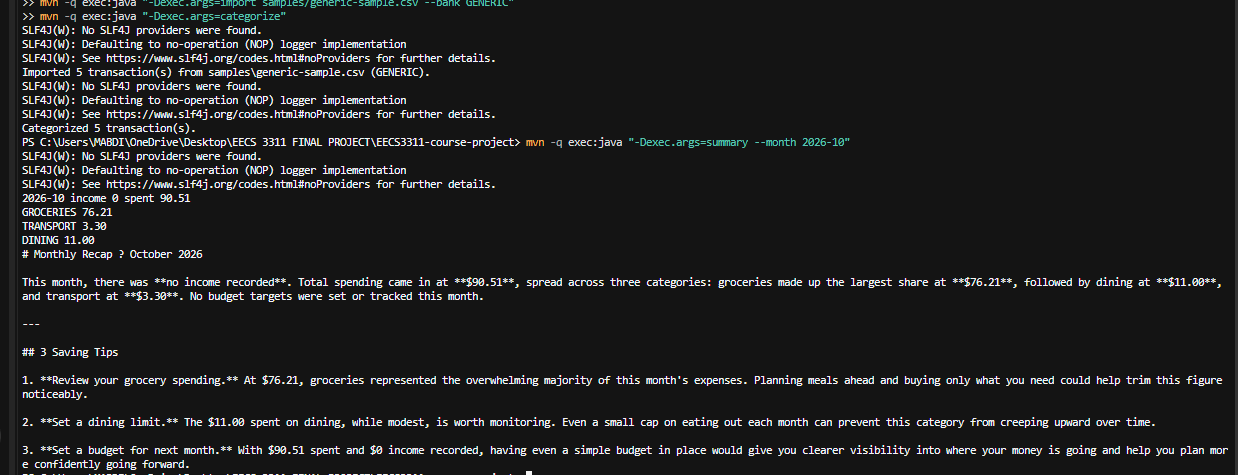 >> mvn -q exec:java "-Dexec.args=import samples/generic-sample.csv --bank GENERIC"
>> mvn -q exec:java "-Dexec.args=categorize"
SLF4J(W): No SLF4J providers were found.
SLF4J(W): Defaulting to no-operation (NOP) logger implementation
SLF4J(W): See https://www.slf4j.org/codes.html#noProviders for further details.
Imported 5 transaction(s) from samples\generic-sample.csv (GENERIC).
SLF4J(W): No SLF4J providers were found.
SLF4J(W): Defaulting to no-operation (NOP) logger implementation
SLF4J(W): See https://www.slf4j.org/codes.html#noProviders for further details.
Categorized 5 transaction(s).
PS C:\Users\MABDI\OneDrive\Desktop\EECS 3311 FINAL PROJECT\EECS3311-course-project> mvn -q exec:java "-Dexec.args=summary --month 2026-10"
SLF4J(W): No SLF4J providers were found.
SLF4J(W): Defaulting to no-operation (NOP) logger implementation
SLF4J(W): See https://www.slf4j.org/codes.html#noProviders for further details.
2026-10 income 0 spent 90.51
GROCERIES 76.21
TRANSPORT 3.30
DINING 11.00
# Monthly Recap ? October 2026
This month, there was **no income recorded**. Total spending came in at **$90.51**, spread across three categories: groceries made up the largest share at **$76.21**, followed by dining at **$11.00**,
and transport at **$3.30**. No budget targets were set or tracked this month.
---
## 3 Saving Tips
1. **Review your grocery spending.** At $76.21, groceries represented the overwhelming majority of this month's expenses. Planning meals ahead and buying only what you need could help trim this figure
noticeably.
2. **Set a dining limit.** The $11.00 spent on dining, while modest, is worth monitoring. Even a small cap on eating out each month can prevent this category from creeping upward over time.
3. **Set a budget for next month.** With $90.51 spent and $0 income recorded, having even a simple budget in place would give you clearer visibility into where your money is going and help you plan mor
e confidently going forward.